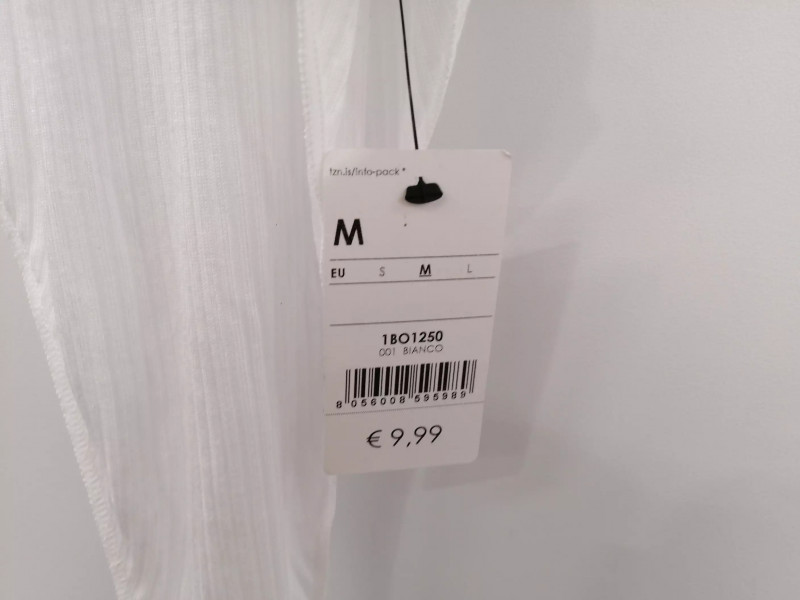 tzn.is/info-pack*
M
EU S M L
1BO1250
001 BIANCO
8 056008 595989
€ 9,99